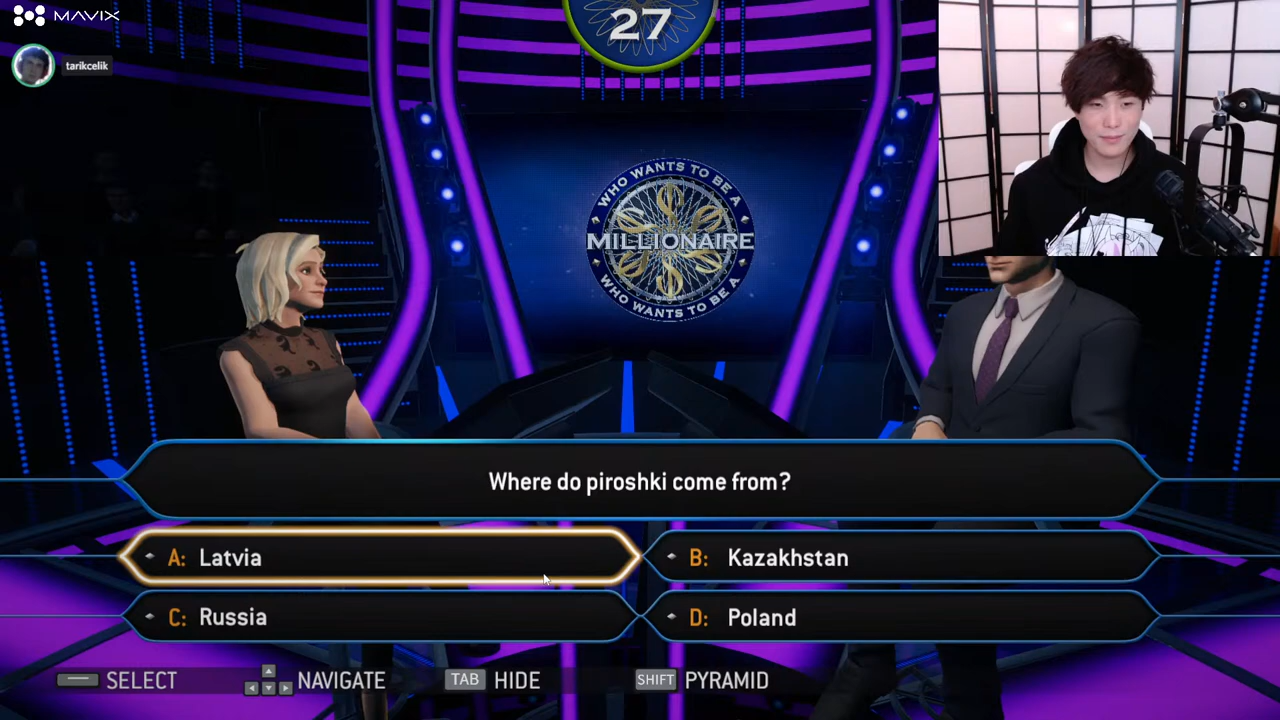 MAVIX
27
tarikcelik
WHO WANTS TO BE A
MILLIONAIRE
WHO WANTS TO BE A
Where do piroshki come from?
A: Latvia
B: Kazakhstan
C: Russia
D: Poland
SELECT
NAVIGATE
TAB HIDE
SHIFT PYRAMID